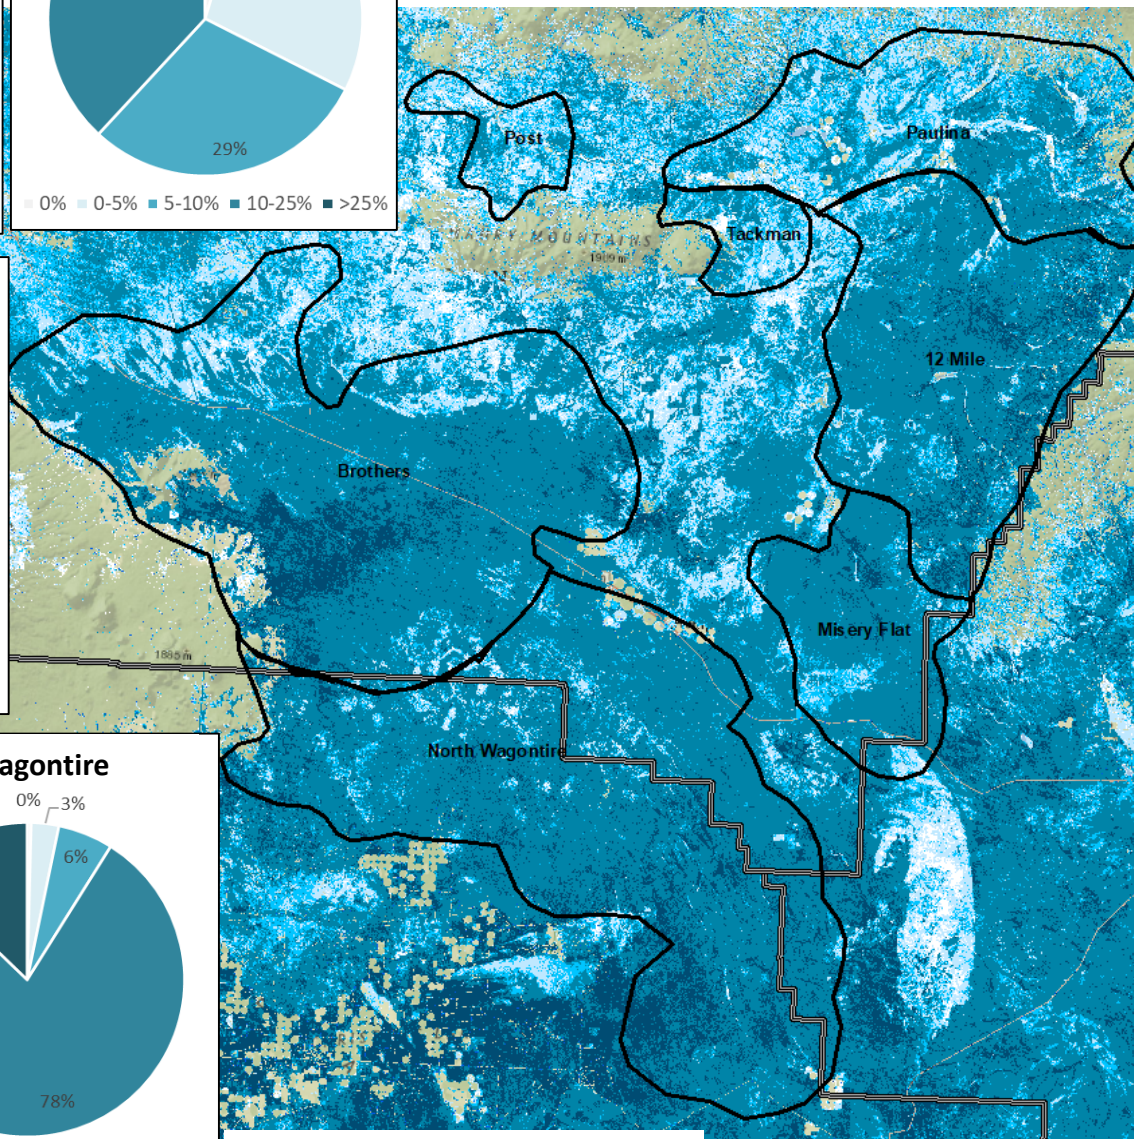 29%
0% 0-5% 5-10% 10-25% >25%
Post
Paulina
Tackman
MOUNTAINS
1909 m
12 Mile
Brothers
Misery Flat
1885 m
North Wagontire
agontire
0% 3%
6%
78%